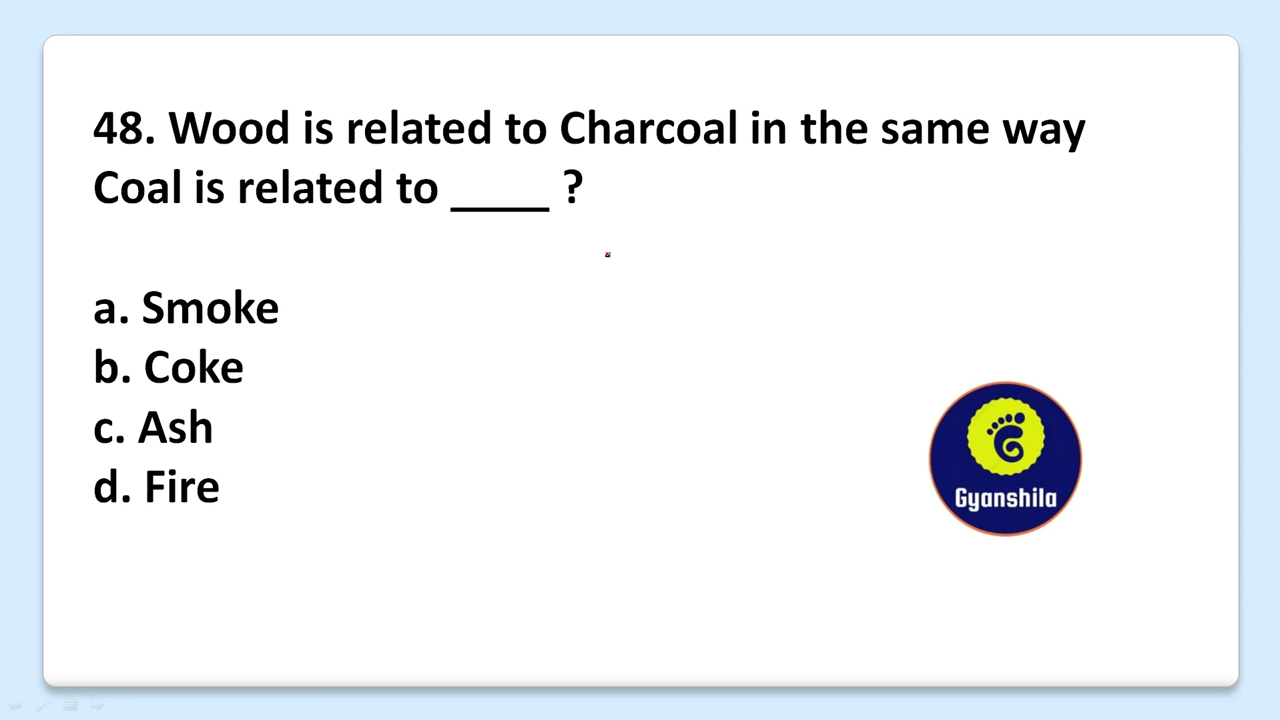 48. Wood is related to Charcoal in the same way
Coal is related to ____ ?
a. Smoke
b. Coke
c. Ash
d. Fire
Gyanshila